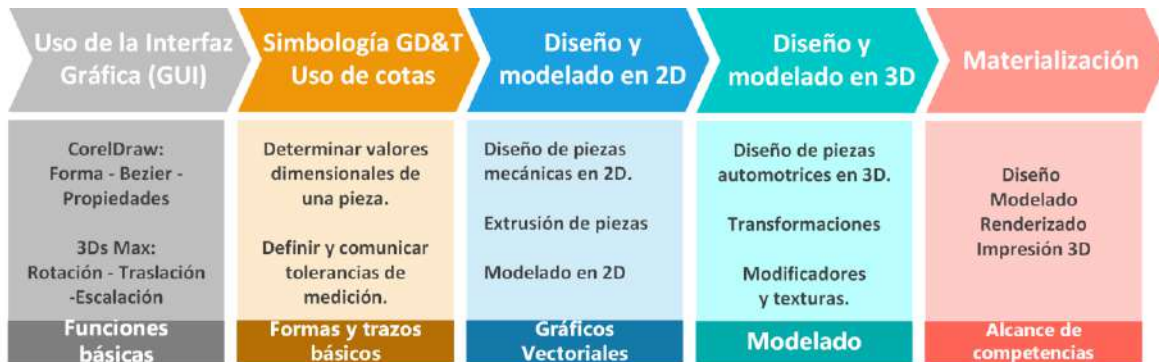 Uso de la Interfaz
Gráfica (GUI)
Simbología GD&T
Uso de cotas
Diseño y
modelado en 2D
Diseño y
modelado en 3D
Materialización
CorelDraw:
Forma - Bezier -
Propiedades
3Ds Max:
Rotación - Traslación
-Escalación
Determinar valores
dimensionales de
una pieza.
Definir y comunicar
tolerancias de
medición.
Diseño de piezas
mecánicas en 2D.
Extrusión de piezas
Modelado en 2D
Diseño de piezas
automotrices en 3D.
Transformaciones
Modificadores
y texturas.
Diseño
Modelado
Renderizado
Impresión 3D
Funciones
básicas
Formas y trazos
básicos
Gráficos
Vectoriales
Modelado
Alcance de
competencias